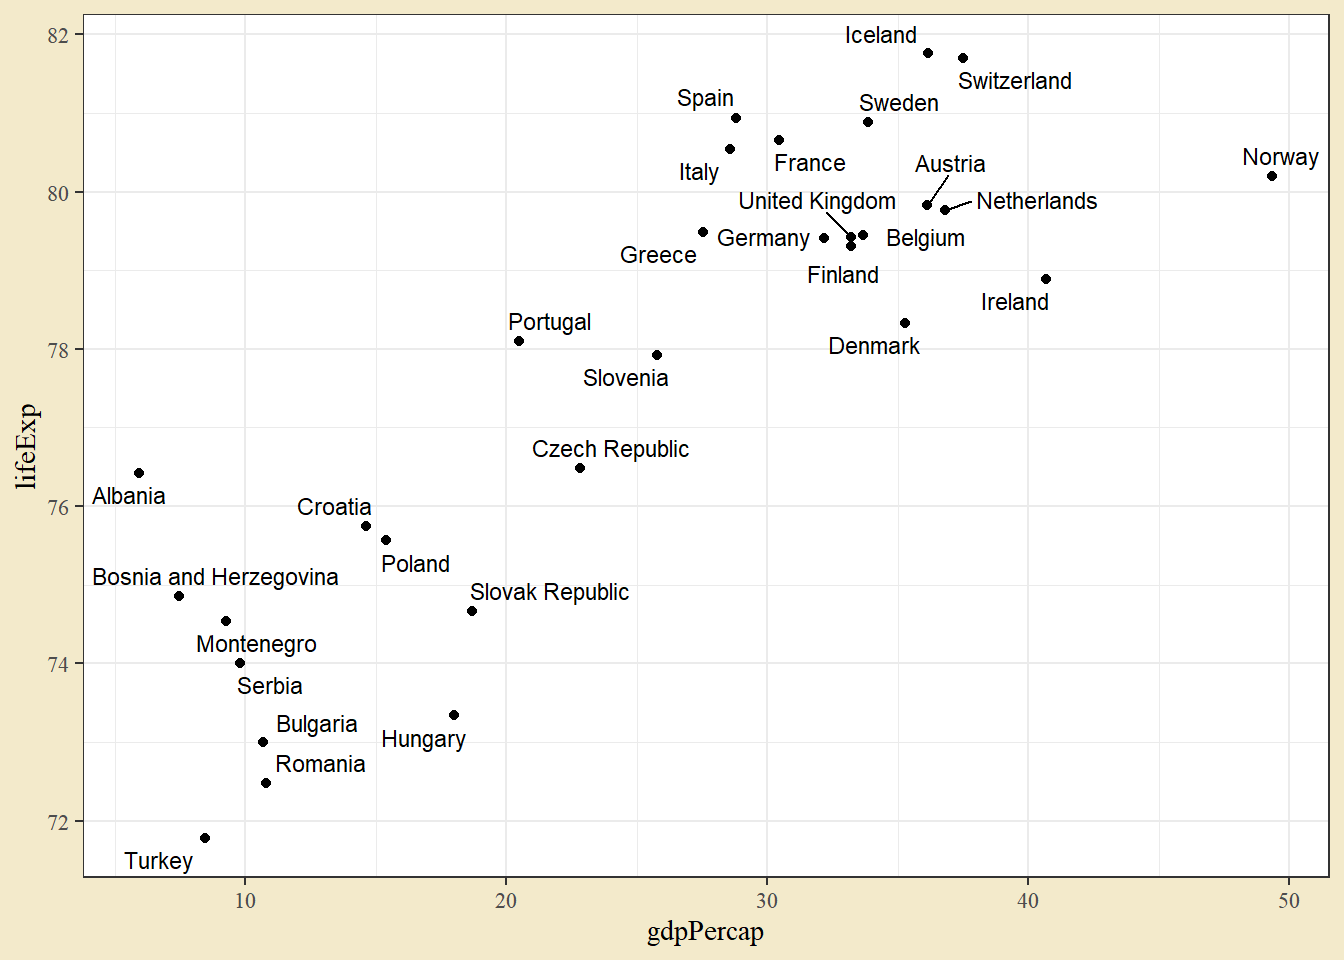 82
Iceland
Switzerland
Spain
Sweden
Italy
France
Austria
Norway
80
United Kingdom
Netherlands
Greece
Germany
Belgium
Finland
Ireland
Portugal
Denmark
78
Slovenia
lifeExp
Czech Republic
Albania
76
Croatia
Poland
Bosnia and Herzegovina
Slovak Republic
Montenegro
74
Serbia
Bulgaria
Hungary
Romania
72
Turkey
10
20
30
40
50
gdpPercap